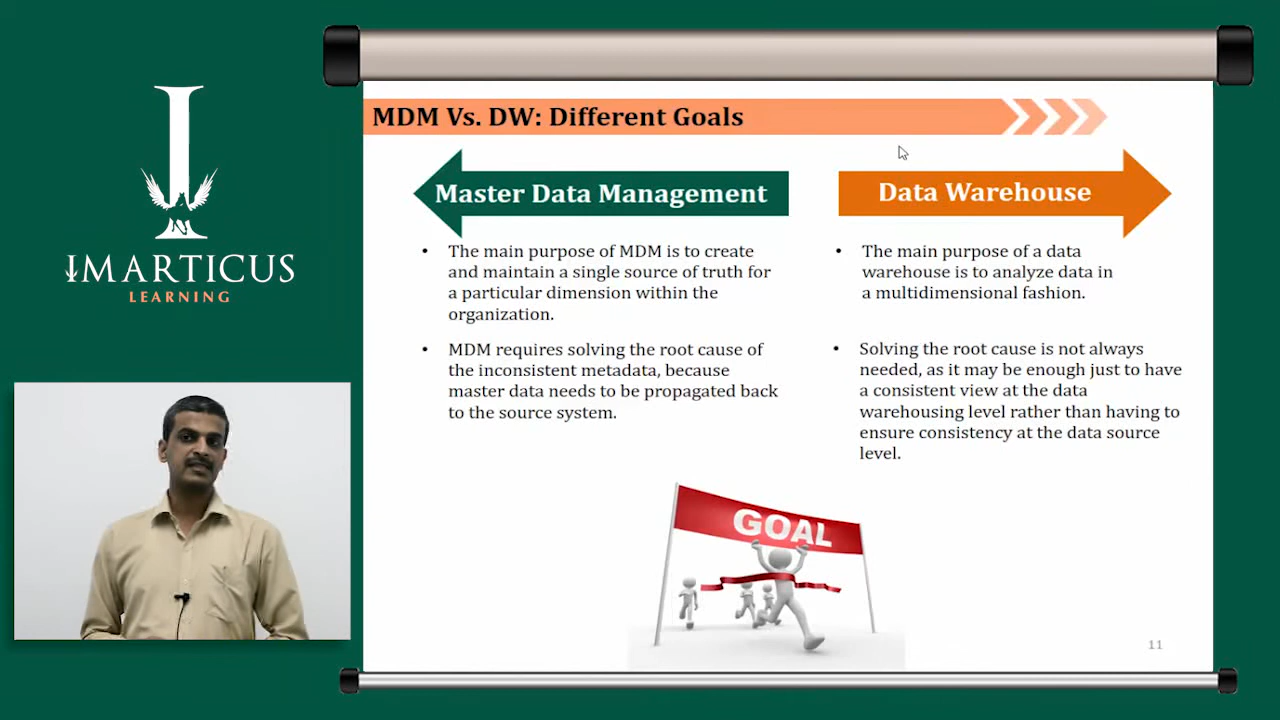 IMARTICUS
LEARNING
MDM Vs. DW: Different Goals
Master Data Management
• The main purpose of MDM is to create
and maintain a single source of truth for
a particular dimension within the
organization.
• MDM requires solving the root cause of
the inconsistent metadata, because
master data needs to be propagated back
to the source system.
Data Warehouse
• The main purpose of a data
warehouse is to analyze data in
a multidimensional fashion.
• Solving the root cause is not always
needed, as it may be enough just to have
a consistent view at the data
warehousing level rather than having to
ensure consistency at the data source
level.
GOAL
11